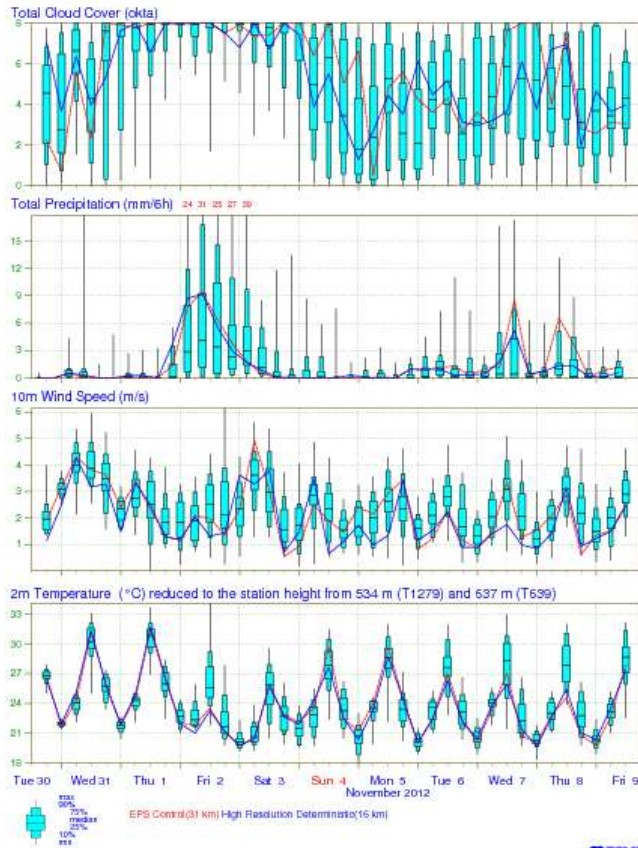 Total Cloud Cover (okta)
8
6
4
2
0
Total Precipitation (mm/6h) 24 31 25 27 28
15
12
9
6
3
0
10m Wind Speed (m/s)
6
5
4
3
2
1
2m Temperature (°C) reduced to the station height from 534 m (T1279) and 637 m (T639)
33
30
27
24
21
18
Tue 30 Wed 31 Thu 1 Fri 2 Sat 3 Sun 4 Mon 5 Tue 6 Wed 7 Thu 8 Fri 9
November 2012
max
90%
75%
median
25%
10%
min
EPS Control(31 km) High Resolution Deterministic(16 km)